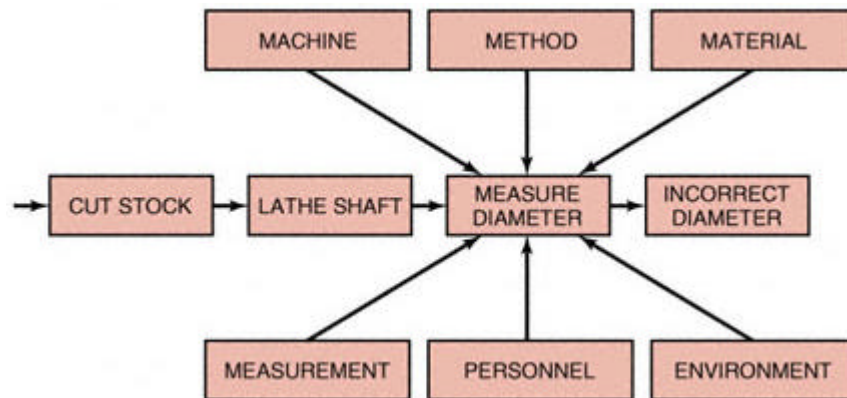 MACHINE
METHOD
MATERIAL
CUT STOCK
LATHE SHAFT
MEASURE
DIAMETER
INCORRECT
DIAMETER
MEASUREMENT
PERSONNEL
ENVIRONMENT